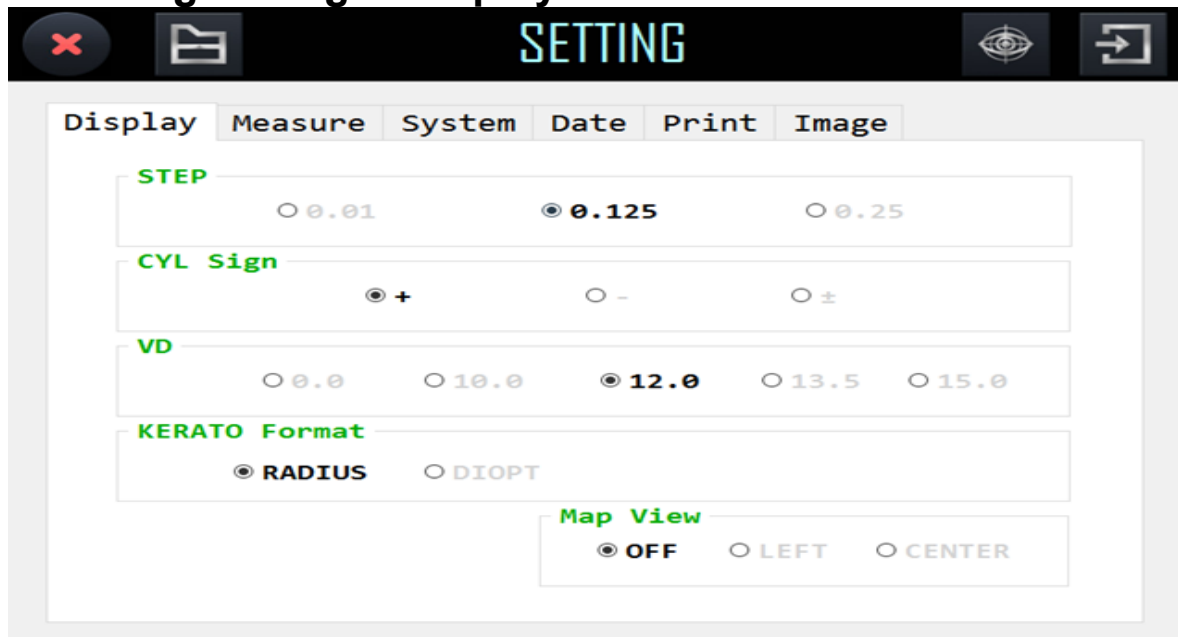 SETTING
Display Measure System Date Print Image
STEP
0.01 0.125 0.25
CYL Sign
+ - ±
VD
0.0 10.0 12.0 13.5 15.0
KERATO Format
RADIUS DIOPT
Map View
OFF LEFT CENTER